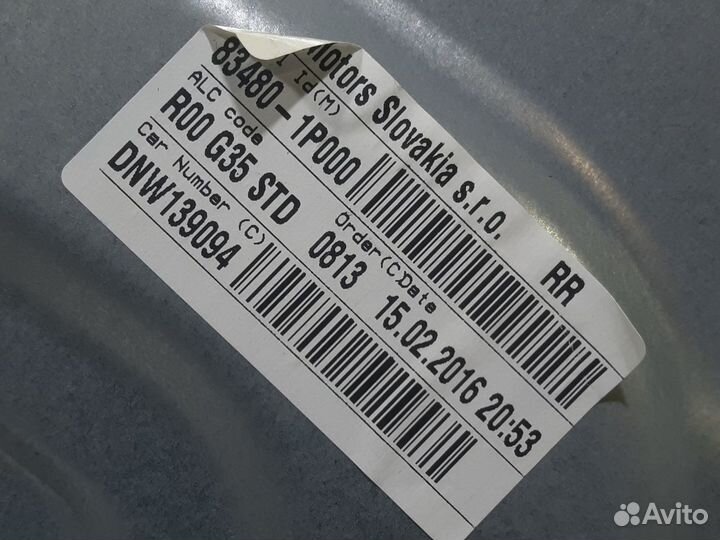 Motors Slovakia s.r.o. RR
Id(M)
83480-1P000
ALC code Order(C) Date
R00 G35 STD 0813 15.02.2016 20:53
Car Number (C)
DNW139094
Avito